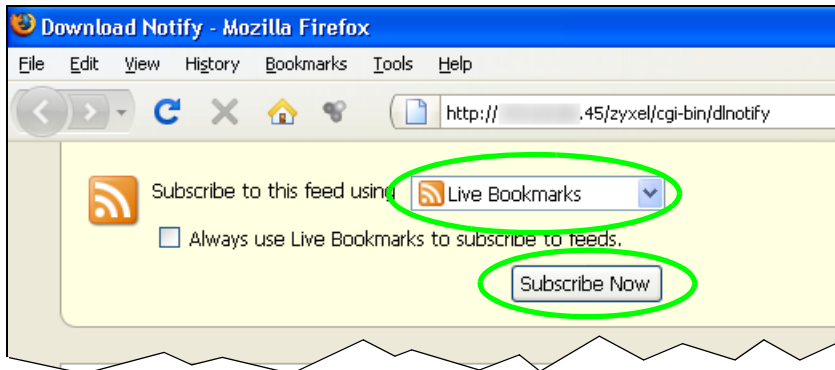 Download Notify - Mozilla Firefox
File Edit View History Bookmarks Tools Help
http:// .45/zyxel/cgi-bin/dlnotify
Subscribe to this feed using Live Bookmarks
Always use Live Bookmarks to subscribe to feeds.
Subscribe Now